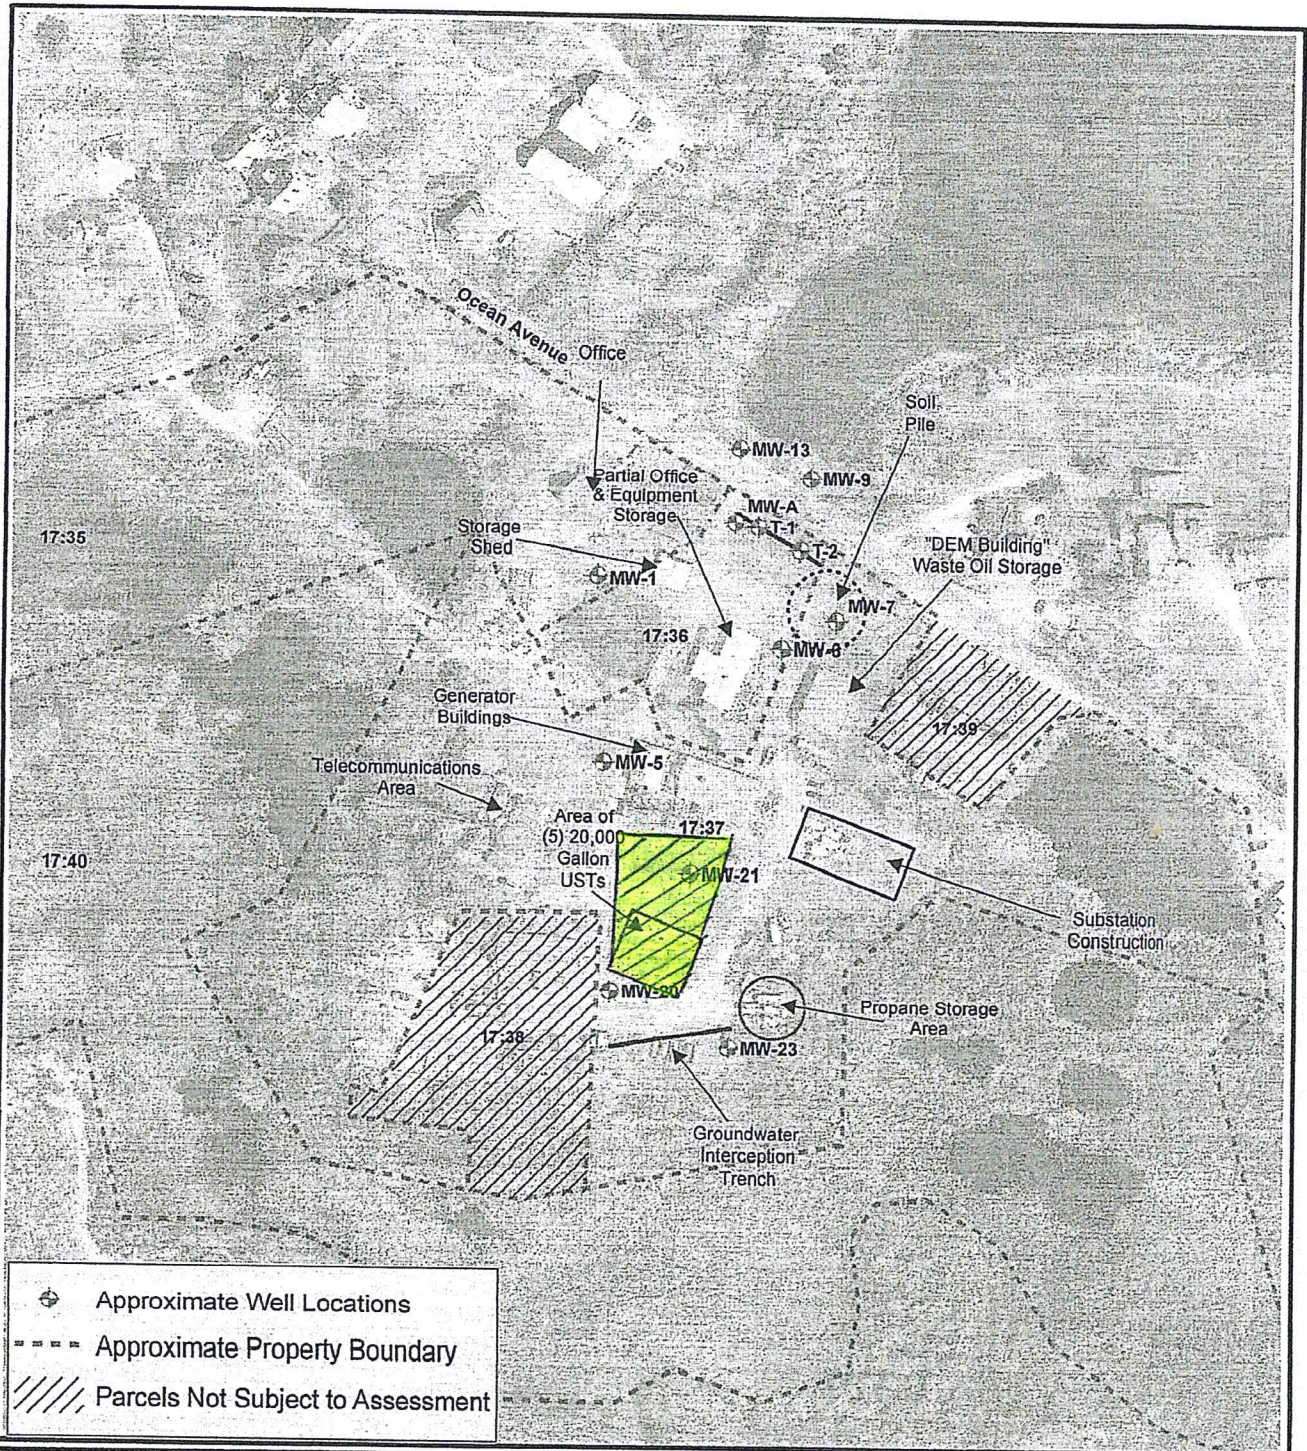 Ocean Avenue
Office
Soil
Pile
MW-13
MW-9
Partial Office
& Equipment
Storage
MW-A
T-1
T-2
Storage
Shed
17:35
"DEM Building"
Waste Oil Storage
MW-1
MW-7
17:36
MW-6
Generator
Buildings
17:39
MW-5
Telecommunications
Area
Area of
(5) 20,000
Gallon
USTs
17:37
17:40
MW-21
Substation
Construction
MW-20
Propane Storage
Area
17:38
MW-23
Groundwater
Interception
Trench
Approximate Well Locations
Approximate Property Boundary
Parcels Not Subject to Assessment